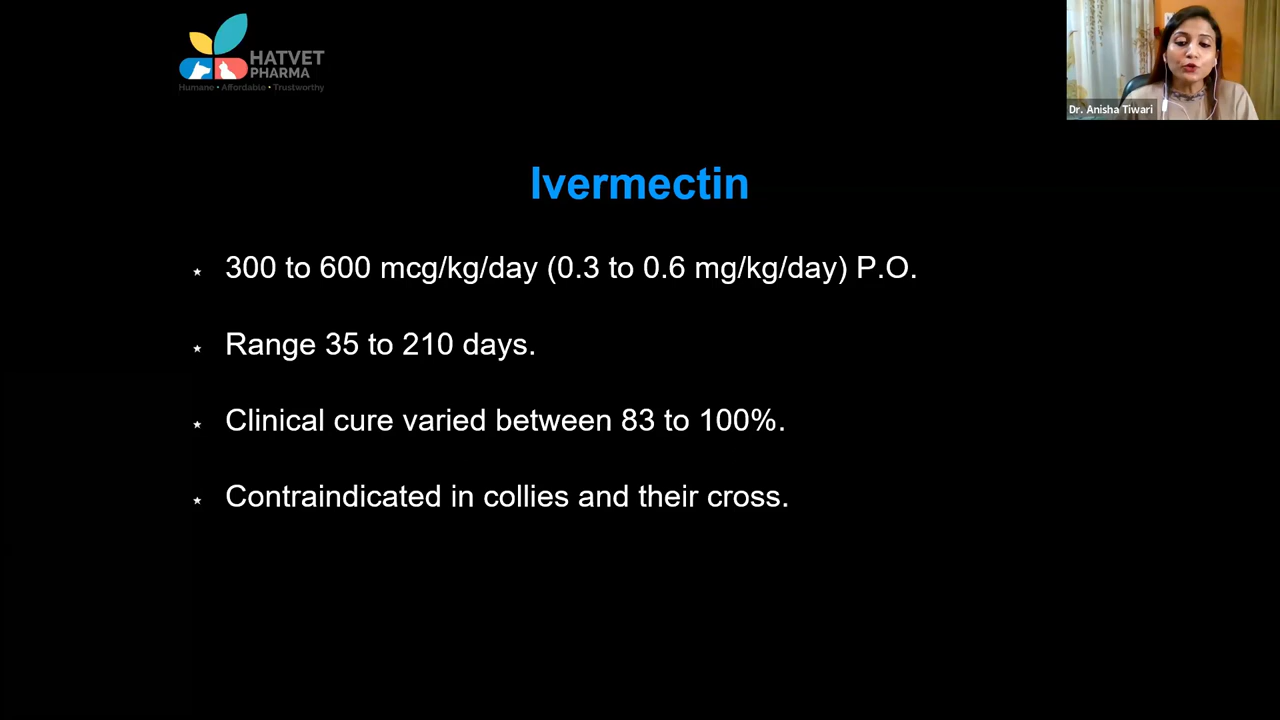 HATVET
PHARMA
Humane • Affordable • Trustworthy
Dr. Anisha Tiwari
Ivermectin
300 to 600 mcg/kg/day (0.3 to 0.6 mg/kg/day) P.O.
Range 35 to 210 days.
Clinical cure varied between 83 to 100%.
Contraindicated in collies and their cross.